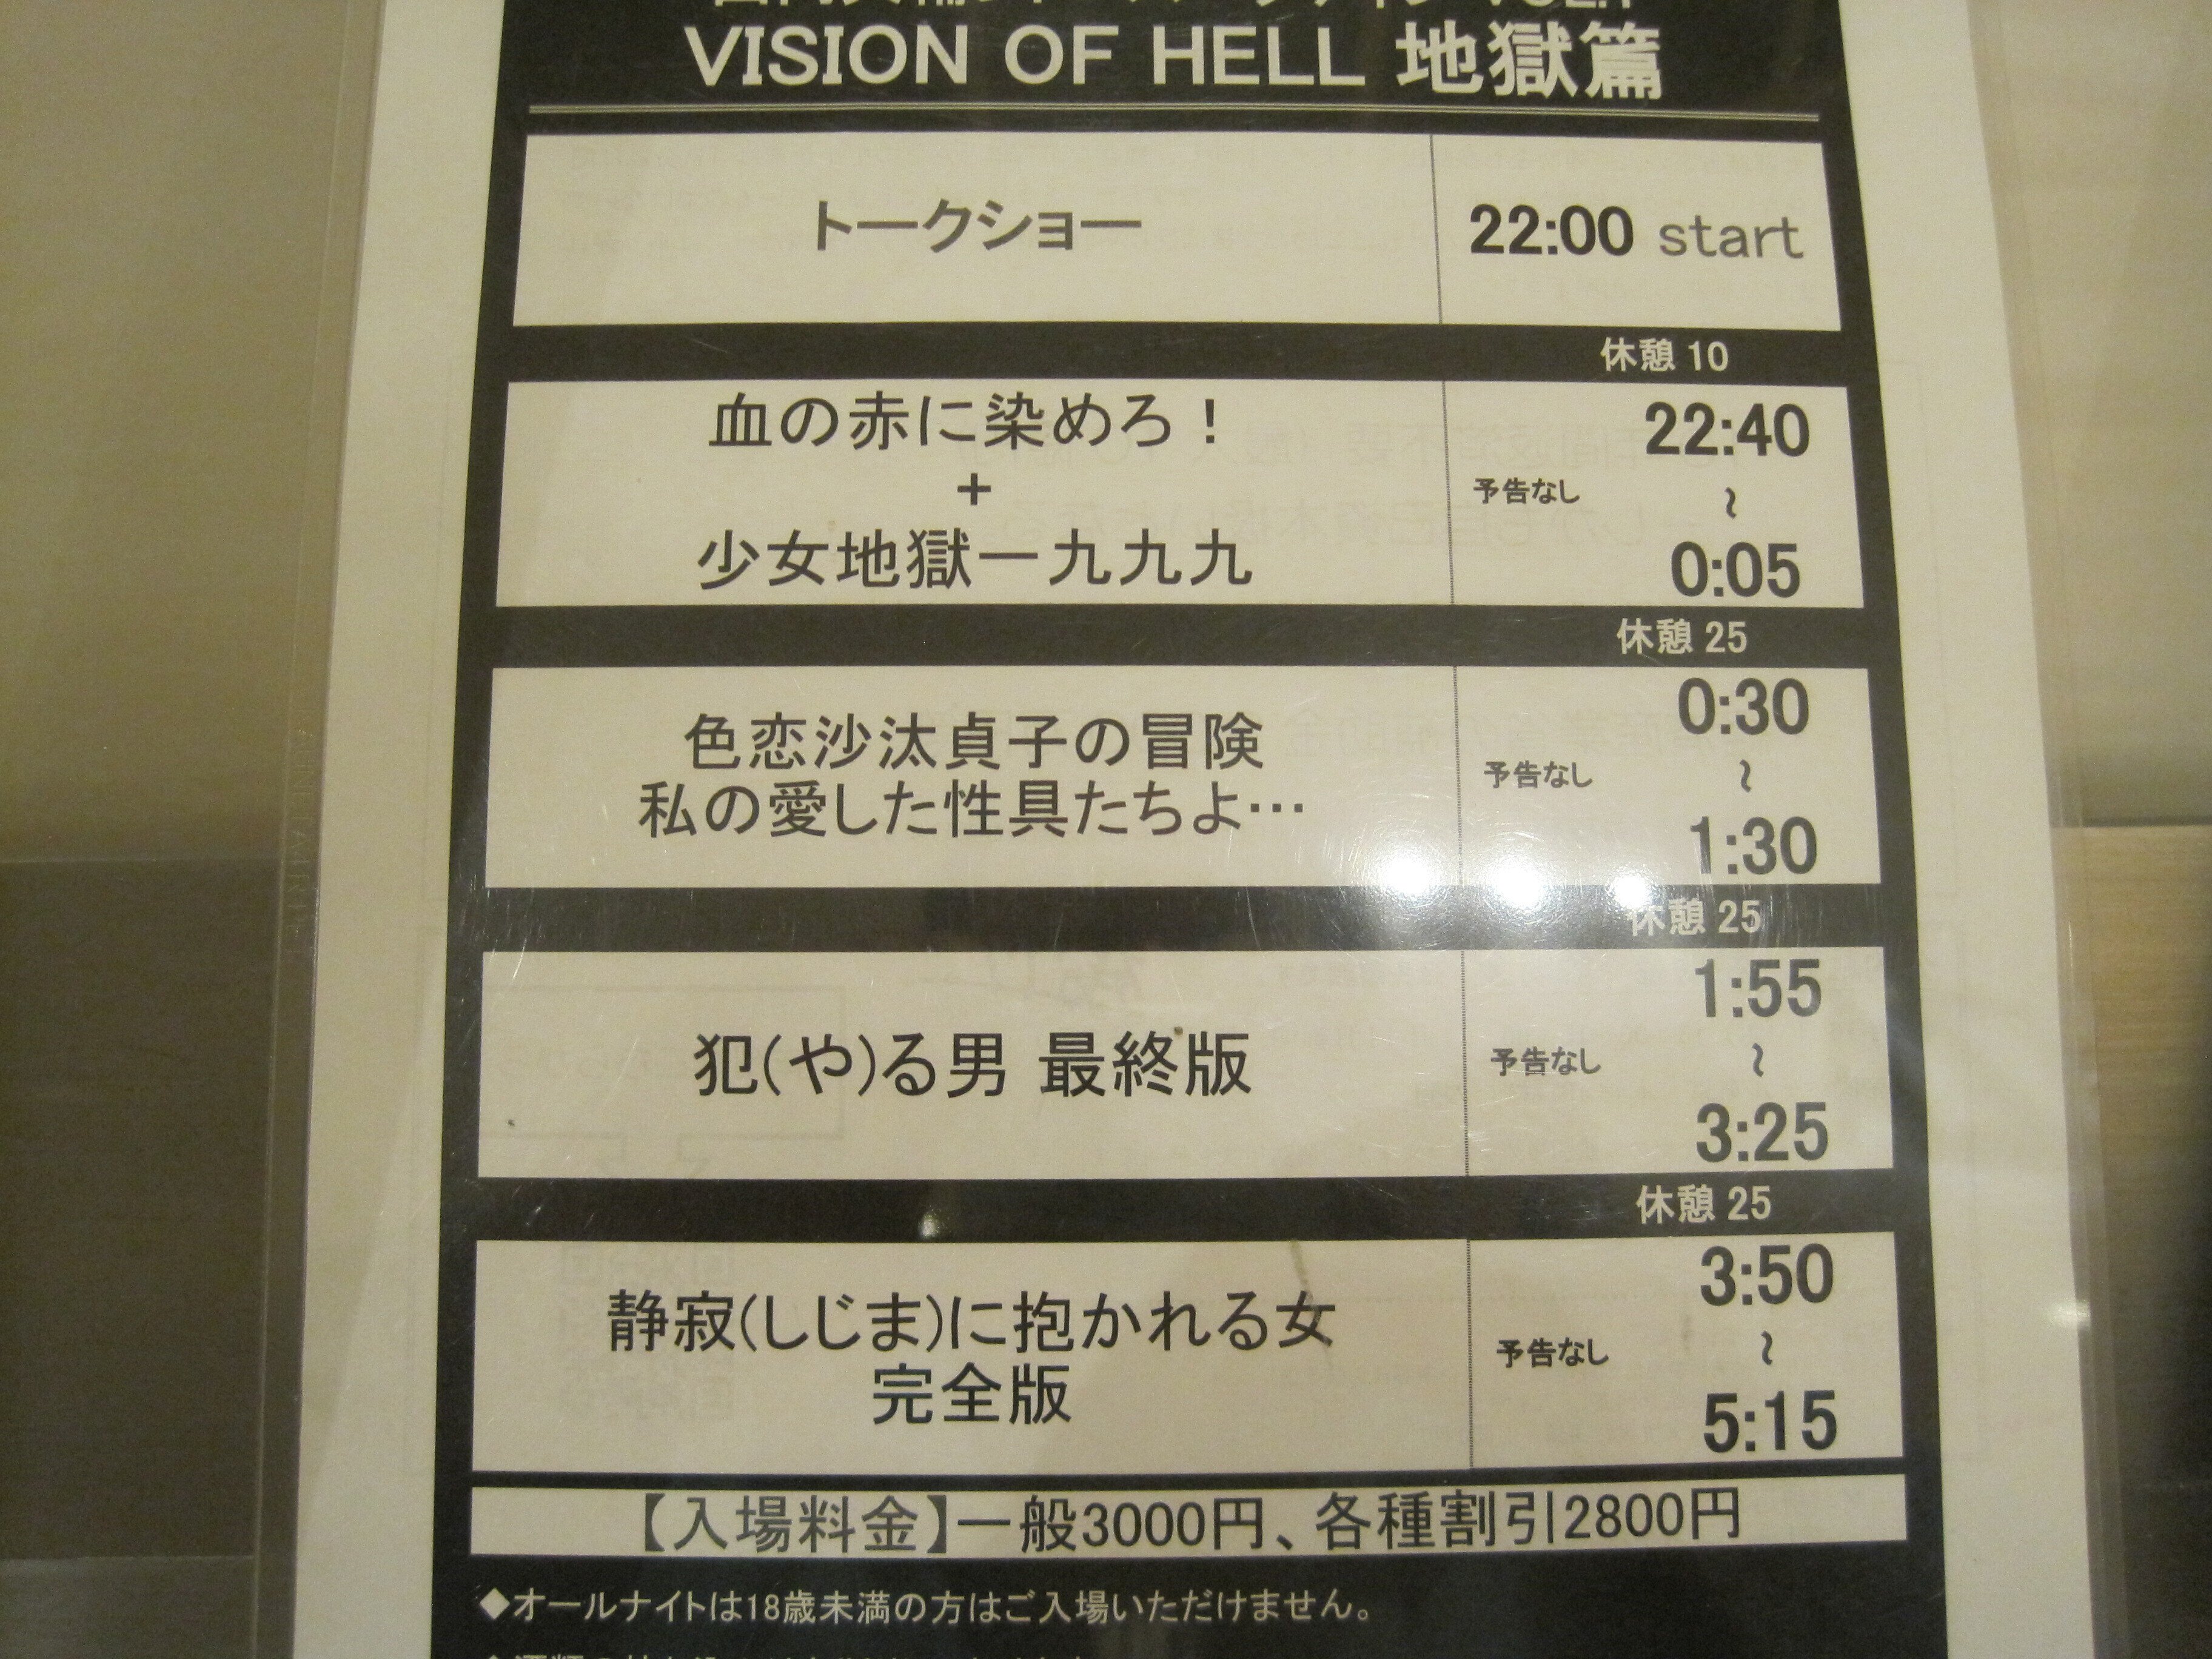 VISION OF HELL 地獄篇
トークショー
22:00 start
休憩 10
血の赤に染めろ！
+
少女地獄一九九九
予告なし
22:40
～
0:05
休憩 25
色恋沙汰貞子の冒険
私の愛した性具たちよ…
予告なし
0:30
～
1:30
休憩 25
犯(や)る男 最終版
予告なし
1:55
～
3:25
休憩 25
静寂(しじま)に抱かれる女
完全版
予告なし
3:50
～
5:15
【入場料金】一般3000円、各種割引2800円
◆オールナイトは18歳未満の方はご入場いただけません。